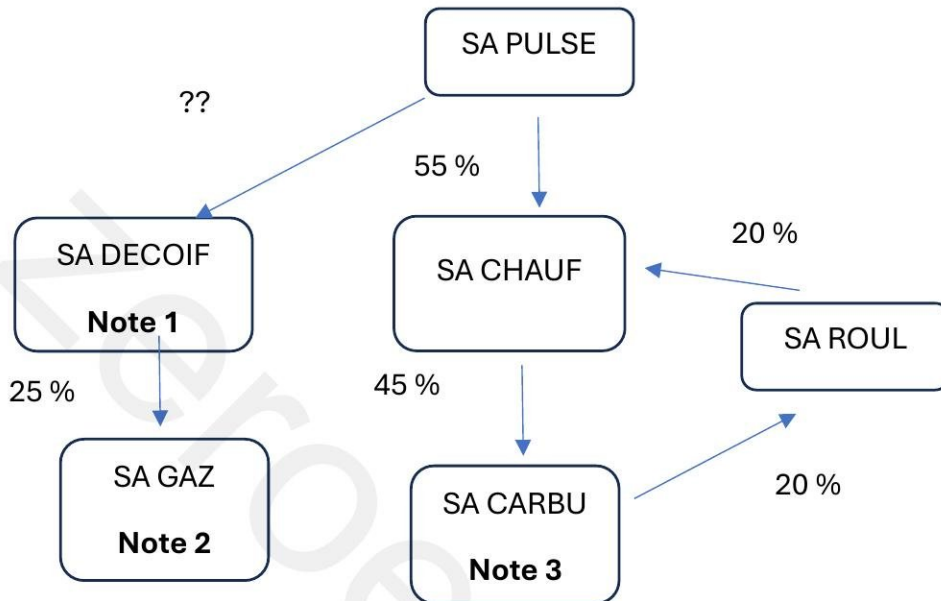 SA PULSE
??
55 %
SA DECOIF
Note 1
SA CHAUF
20 %
SA ROUL
25 %
45 %
SA GAZ
Note 2
SA CARBU
Note 3
20 %
zeroe